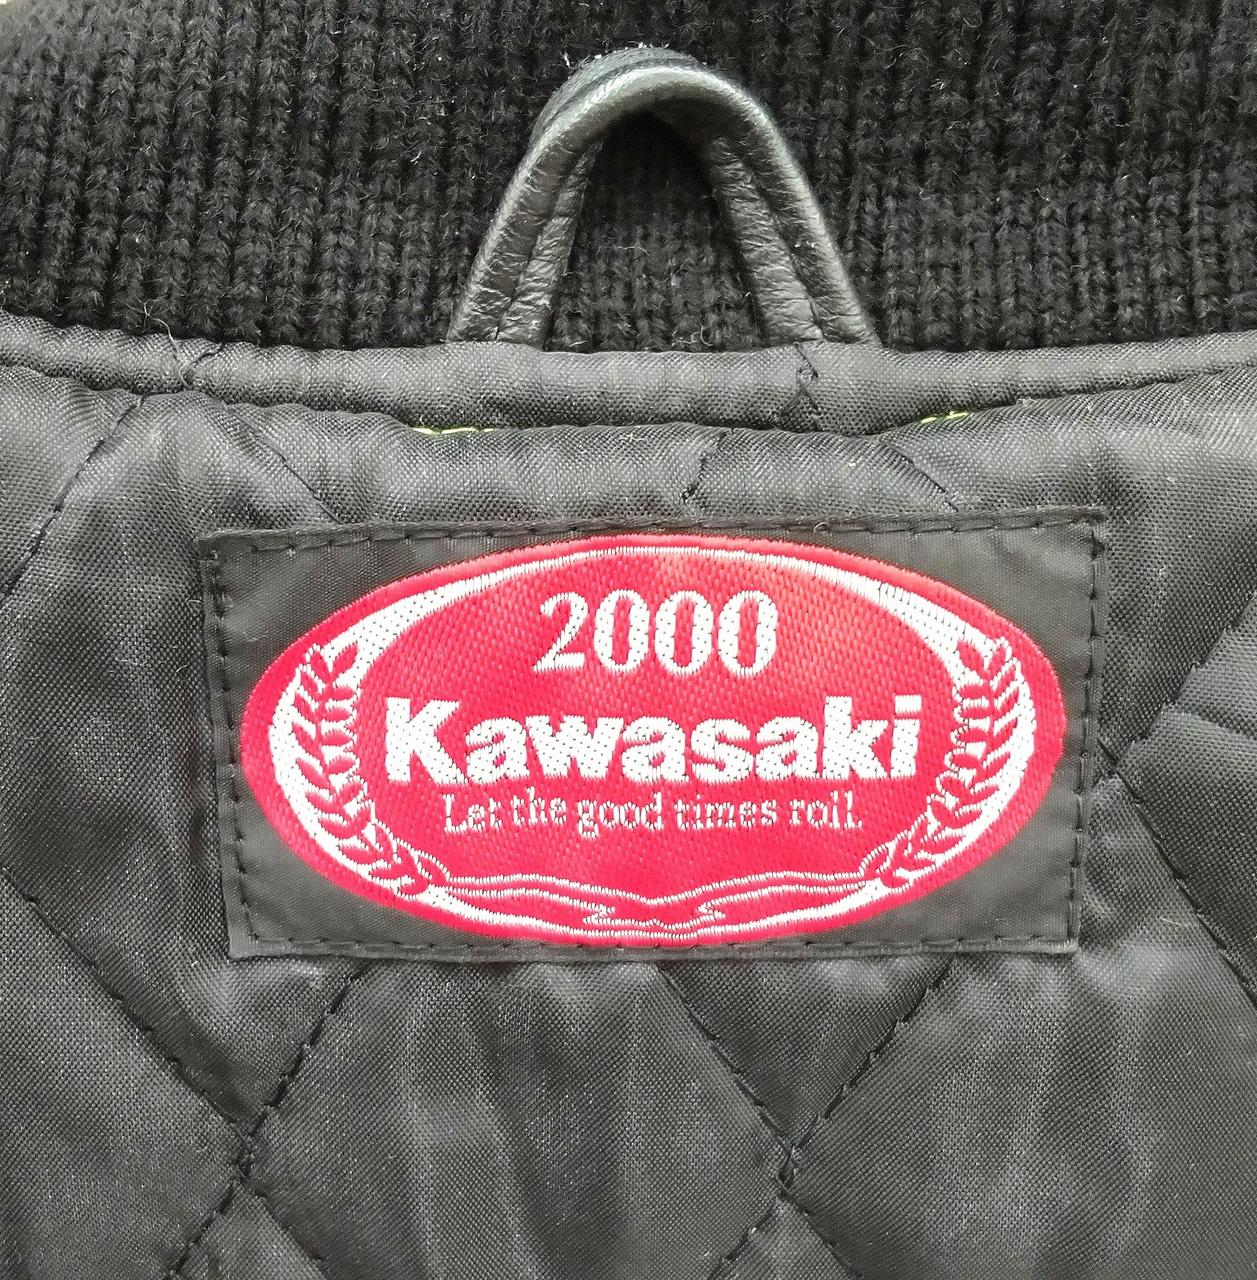 2000
Kawasaki
Let the good times roll.